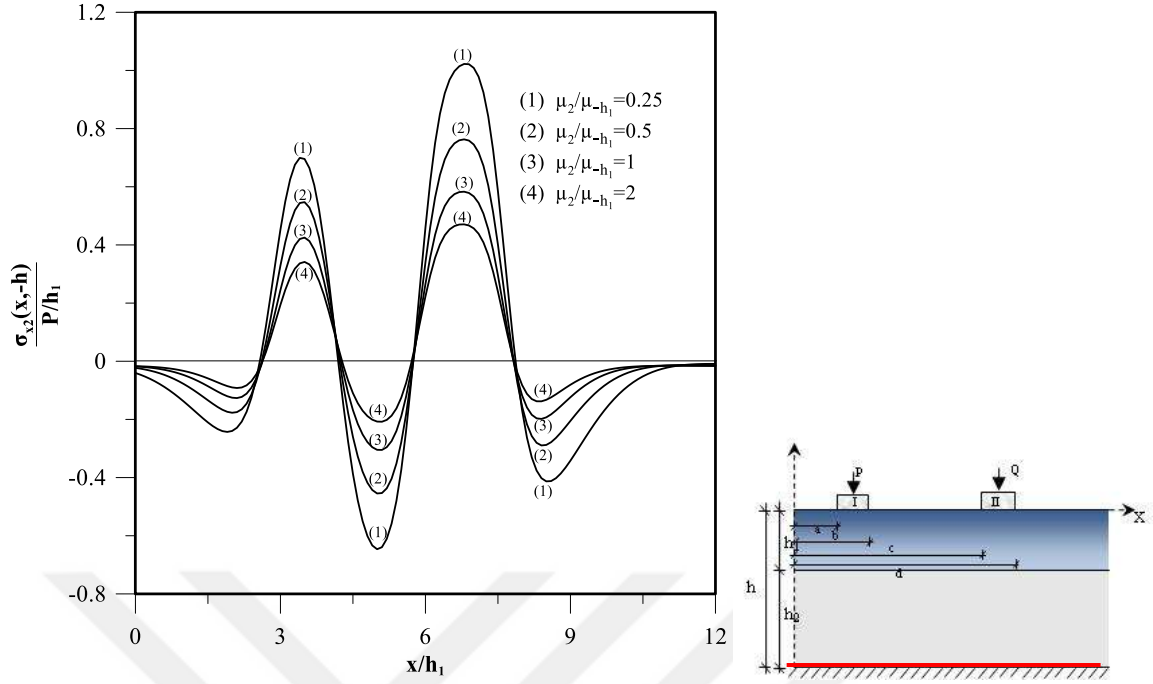 1.2
0.8
0.4
0
-0.4
-0.8
0 3 6 9 12
x/h₁
σₓ₂(x,-h)
P/h₁
(1) μ₂/μ₋ₕ₁=0.25
(2) μ₂/μ₋ₕ₁=0.5
(3) μ₂/μ₋ₕ₁=1
(4) μ₂/μ₋ₕ₁=2
(1)
(2)
(3)
(4)
(1)
(2)
(3)
(4)
(4)
(3)
(2)
(1)
(4)
(3)
(2)
(1)
P Q
I II
X
a
b
c
d
h
h₂